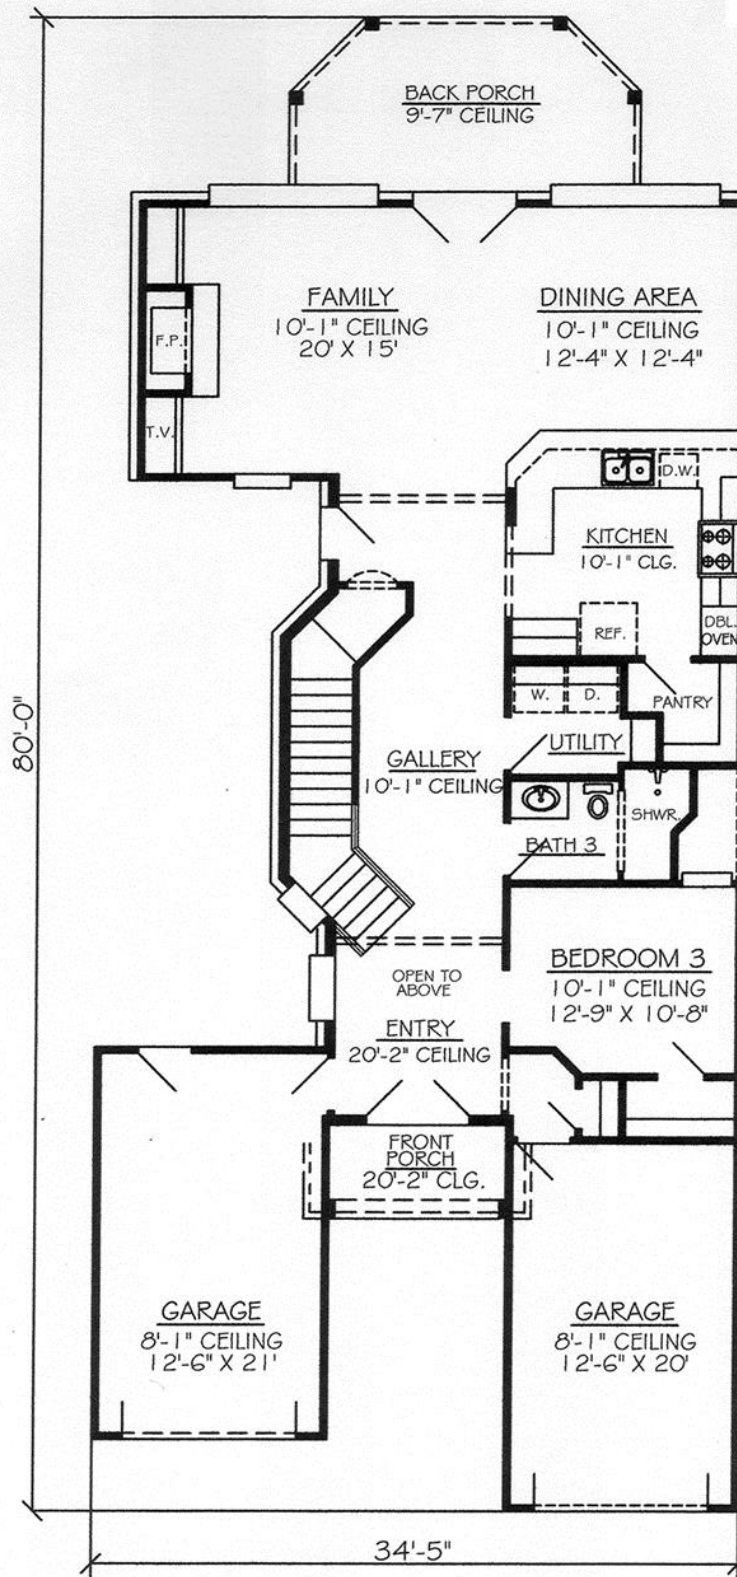 BACK PORCH
9'-7" CEILING
FAMILY
10'-1" CEILING
20' X 15'
DINING AREA
10'-1" CEILING
12'-4" X 12'-4"
F.P.
T.V.
D.W.
KITCHEN
10'-1" CLG.
REF.
DBL.
OVEN
W.
D.
PANTRY
UTILITY
80'-0"
GALLERY
10'-1" CEILING
SHWR.
BATH 3
BEDROOM 3
10'-1" CEILING
12'-9" X 10'-8"
OPEN TO
ABOVE
ENTRY
20'-2" CEILING
FRONT
PORCH
20'-2" CLG.
GARAGE
8'-1" CEILING
12'-6" X 21'
GARAGE
8'-1" CEILING
12'-6" X 20'
34'-5"